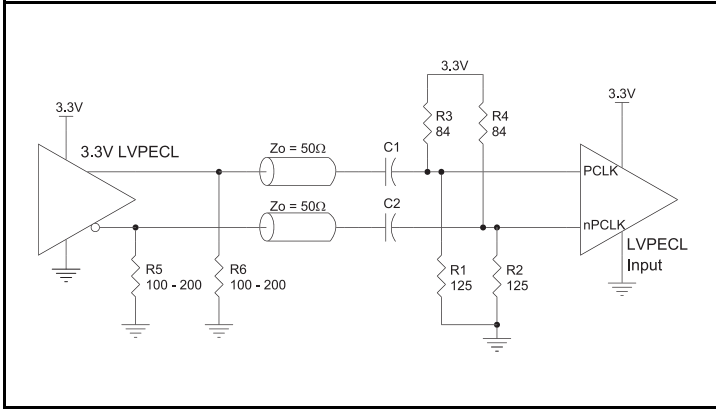 3.3V
3.3V LVPECL
R5
100 - 200
R6
100 - 200
Zo = 50Ω
Zo = 50Ω
C1
C2
3.3V
R3
84
R4
84
R1
125
R2
125
3.3V
PCLK
nPCLK
LVPECL
Input